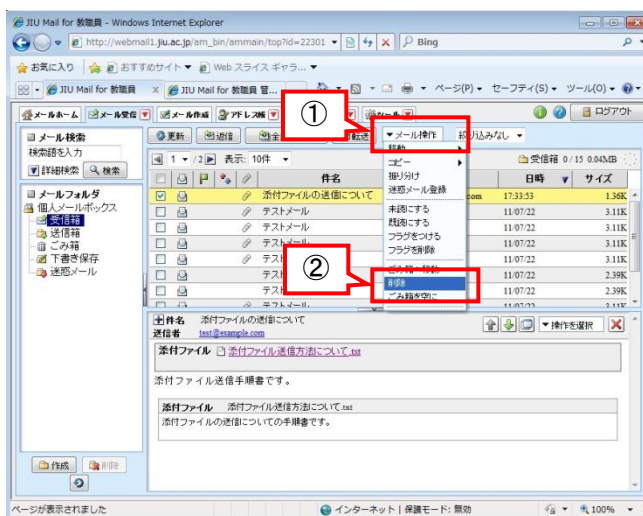 JIU Mail for 教職員 - Windows Internet Explorer
http://webmail1.jiu.ac.jp/am_bin/ammain/top?id=22301
Bing
お気に入り おすすめサイト Web スライス ギャラ...
JIU Mail for 教職員 JIU Mail for 教職員 管... ページ(P) セーフティ(S) ツール(O)
メールホーム メール受信 メール作成 アドレス帳 ログアウト
①
メール検索
検索語を入力
詳細検索 検索
更新 返信 転送 メール操作 絞り込みなし
1 /2 表示: 10件 受信箱 0/15 0.04MB
件名 日時 サイズ
添付ファイルの送信について com 17:33:53 1.36K
テストメール 11/07/22 3.11K
テストメール 11/07/22 3.11K
テストメール 11/07/22 3.11K
11/07/22 2.39K
11/07/22 2.39K
テストメール 11/07/22 3.11K
移動
コピー
振り分け
迷惑メール登録
未読にする
既読にする
フラグをつける
フラグを削除
ごみ箱へ移動
削除
ごみ箱を空に
②
メールフォルダ
個人メールボックス
受信箱
送信箱
ごみ箱
下書き保存
迷惑メール
作成 削除
件名 添付ファイルの送信について
送信者 test@example.com
操作を選択
添付ファイル 添付ファイル送信方法について.txt
添付ファイル送信手順書です。
添付ファイル 添付ファイル送信方法について.txt
添付ファイルの送信についての手順書です。
ページが表示されました インターネット | 保護モード: 無効 100%